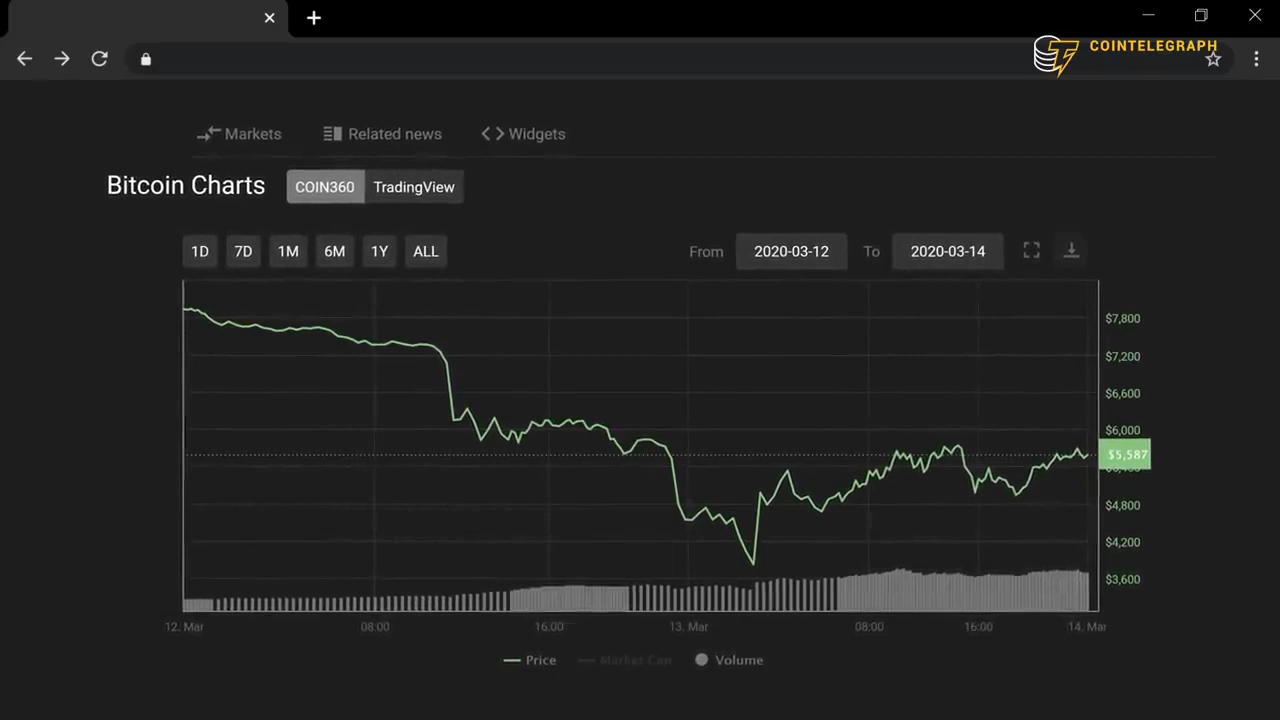 COINTELEGRAPH
Markets Related news Widgets
Bitcoin Charts COIN360 TradingView
1D 7D 1M 6M 1Y ALL From 2020-03-12 To 2020-03-14
$7,800
$7,200
$6,600
$6,000
$5,587
$4,800
$4,200
$3,600
12. Mar 08:00 16:00 13. Mar 08:00 16:00 14. Mar
Price Market Cap Volume